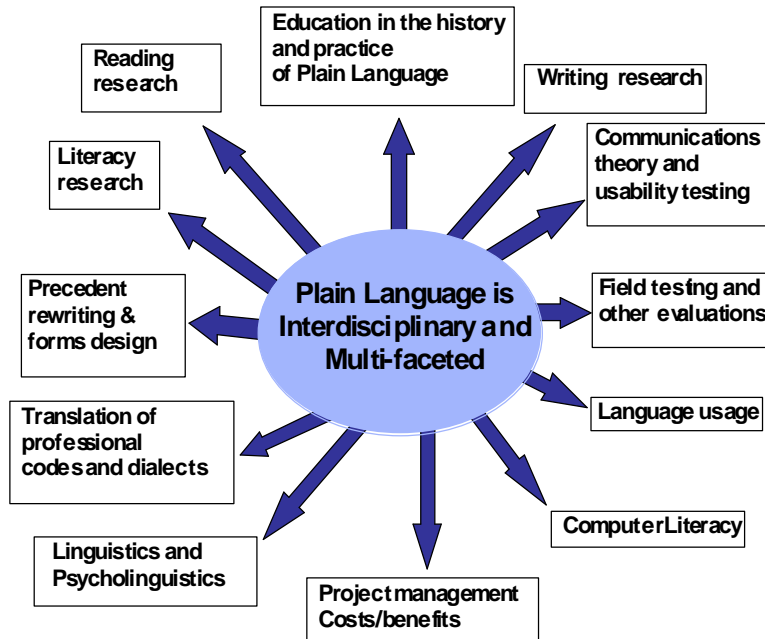 Education in the history
and practice
of Plain Language
Reading
research
Writing research
Communications
theory and
usability testing
Literacy
research
Precedent
rewriting &
forms design
Plain Language is
Interdisciplinary and
Multi-faceted
Field testing and
other evaluations
Language usage
Translation of
professional
codes and dialects
Computer Literacy
Linguistics and
Psycholinguistics
Project management
Costs/benefits